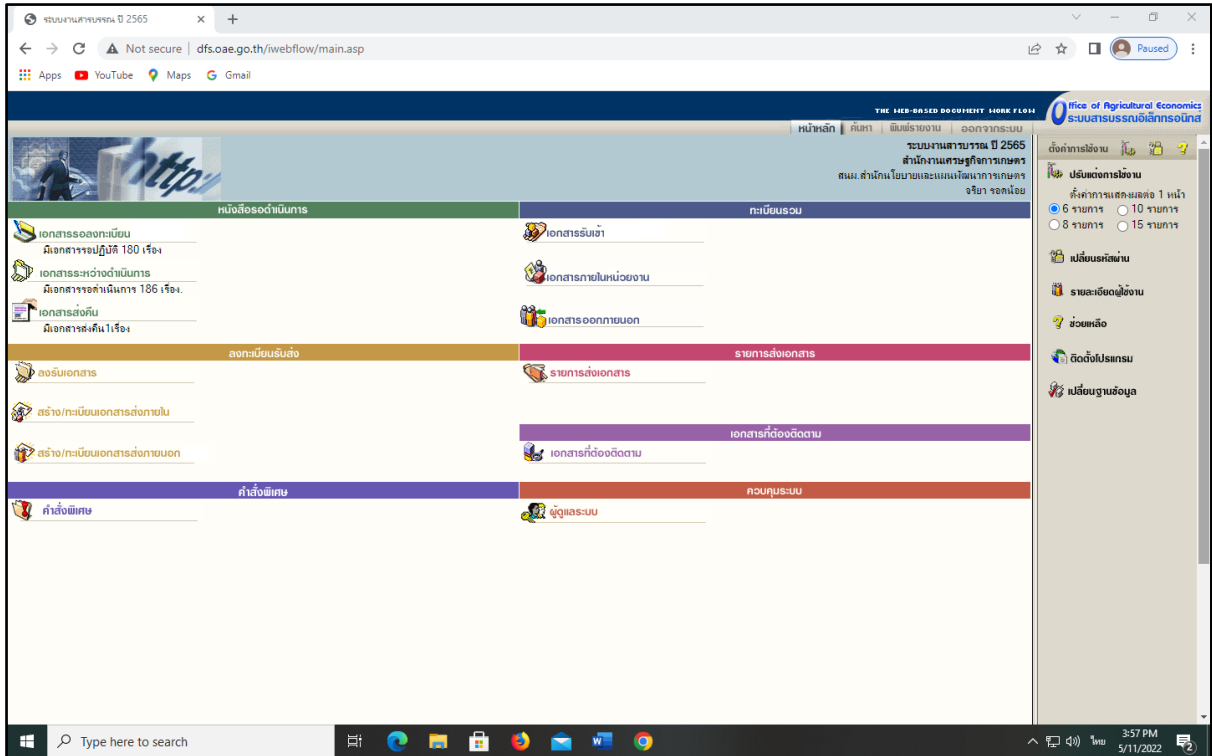 ระบบงานสารบรรณ ปี 2565
Not secure | dfs.oae.go.th/iwebflow/main.asp
Paused
Apps YouTube Maps Gmail
THE WEB-BASED DOCUMENT WORK FLOW
Office of Agricultural Economics
ระบบสารบรรณอิเล็กทรอนิกส
หน้าหลัก ค้นหา พิมพ์รายงาน ออกจากระบบ
ระบบงานสารบรรณ ปี 2565
สำนักงานเศรษฐกิจการเกษตร
สนผ.สำนักนโยบายและแผนพัฒนาการเกษตร
จริยา รอดน้อย
http:/
หนังสือรอดำเนินการ
เอกสารรอลงทะเบียน
มีเอกสารรอปฏิบัติ 180 เรื่อง
เอกสารระหว่างดำเนินการ
มีเอกสารรอดำเนินการ 186 เรื่อง.
เอกสารส่งคืน
มีเอกสารส่งคืน1เรื่อง
ทะเบียนรวม
เอกสารรับเข้า
เอกสารภายในหน่วยงาน
เอกสารออกภายนอก
ลงทะเบียนรับส่ง
ลงรับเอกสาร
สร้าง/ทะเบียนเอกสารส่งภายใน
สร้าง/ทะเบียนเอกสารส่งภายนอก
รายการส่งเอกสาร
รายการส่งเอกสาร
เอกสารที่ต้องติดตาม
เอกสารที่ต้องติดตาม
คำสั่งพิเศษ
คำสั่งพิเศษ
ควบคุมระบบ
ผู้ดูแลระบบ
ตั้งค่าการใช้งาน
ปรับแต่งการใช้งาน
ตั้งค่าการแสดงผลต่อ 1 หน้า
6 รายการ 10 รายการ
8 รายการ 15 รายการ
เปลี่ยนรหัสผ่าน
รายละเอียดผู้ใช้งาน
ช่วยเหลือ
ติดตั้งโปรแกรม
เปลี่ยนฐานข้อมูล
Type here to search
ไทย
3:57 PM
5/11/2022
2